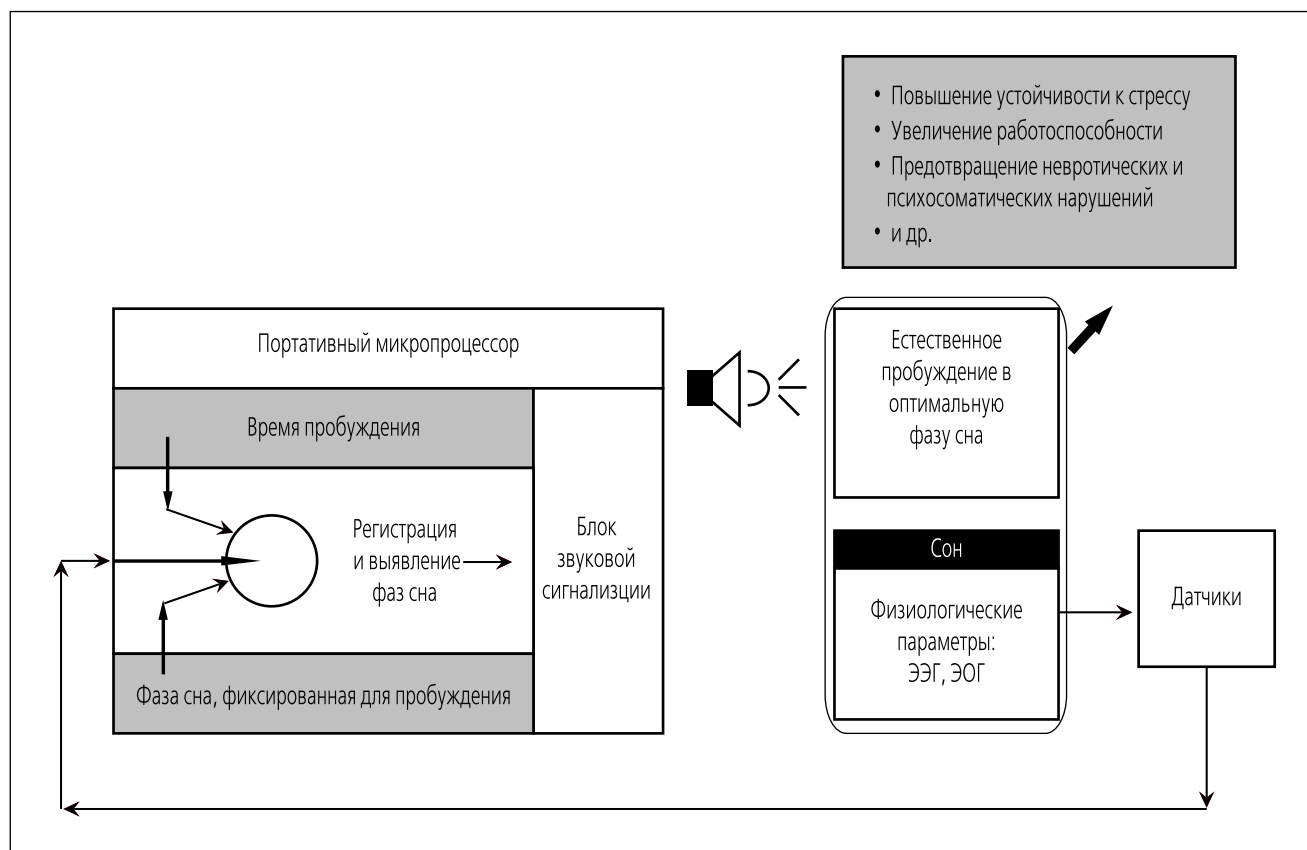 • Повышение устойчивости к стрессу
• Увеличение работоспособности
• Предотвращение невротических и
психосоматических нарушений
• и др.
Портативный микропроцессор
Время пробуждения
Регистрация
и выявление
фаз сна
Фаза сна, фиксированная для пробуждения
Блок
звуковой
сигнализции
Естественное
пробуждение в
оптимальную
фазу сна
Сон
Физиологические
параметры:
ЭЭГ, ЭОГ
Датчики